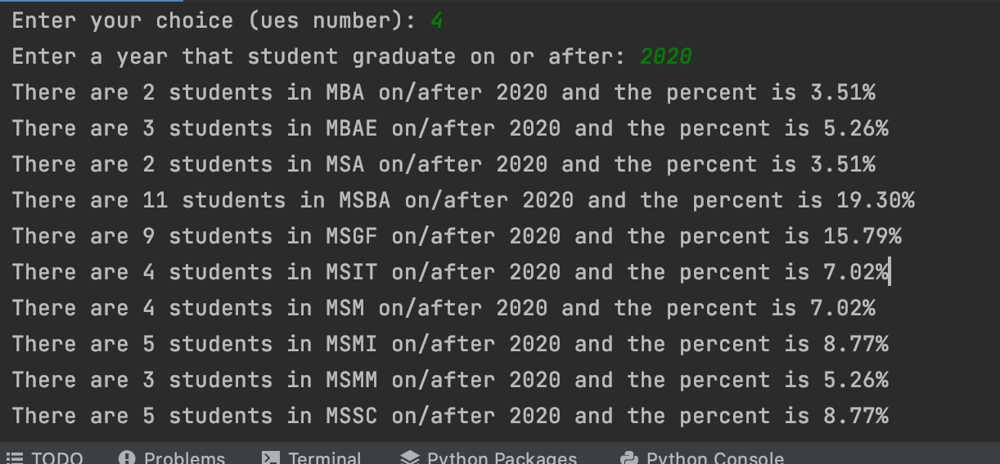 Enter your choice (ues number): 4
Enter a year that student graduate on or after: 2020
There are 2 students in MBA on/after 2020 and the percent is 3.51%
There are 3 students in MBAE on/after 2020 and the percent is 5.26%
There are 2 students in MSA on/after 2020 and the percent is 3.51%
There are 11 students in MSBA on/after 2020 and the percent is 19.30%
There are 9 students in MSGF on/after 2020 and the percent is 15.79%
There are 4 students in MSIT on/after 2020 and the percent is 7.02%
There are 4 students in MSM on/after 2020 and the percent is 7.02%
There are 5 students in MSMI on/after 2020 and the percent is 8.77%
There are 3 students in MSMM on/after 2020 and the percent is 5.26%
There are 5 students in MSSC on/after 2020 and the percent is 8.77%
TODO Problems Terminal Python Packages Python Console